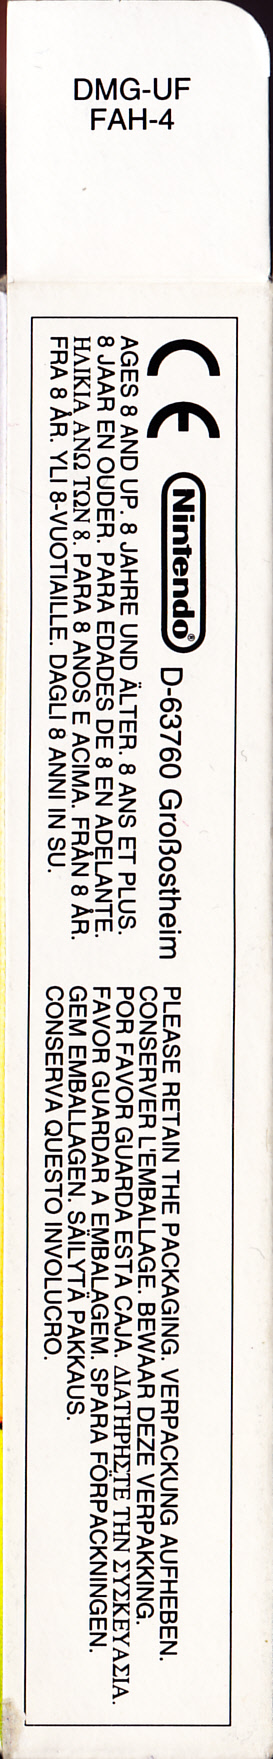 DMG-UF
FAH-4
CE Nintendo® D-63760 Großostheim
AGES 8 AND UP. 8 JAHRE UND ÄLTER. 8 ANS ET PLUS.
8 JAAR EN OUDER. PARA EDADES DE 8 EN ADELANTE.
ΗΛΙΚΙΑ ΑΝΩ ΤΩΝ 8. PARA 8 ANOS E ACIMA. FRÅN 8 ÅR.
FRA 8 ÅR. YLI 8-VUOTIAILLE. DAGLI 8 ANNI IN SU.
PLEASE RETAIN THE PACKAGING. VERPACKUNG AUFHEBEN.
CONSERVER L'EMBALLAGE. BEWAAR DEZE VERPAKKING.
POR FAVOR GUARDA ESTA CAJA. ΔΙΑΤΗΡΗΣΤΕ ΤΗΝ ΣΥΣΚΕΥΑΣΙΑ.
FAVOR GUARDAR A EMBALAGEM. SPARA FÖRPACKNINGEN.
GEM EMBALLAGEN. SÄILYTÄ PAKKAUS.
CONSERVA QUESTO INVOLUCRO.